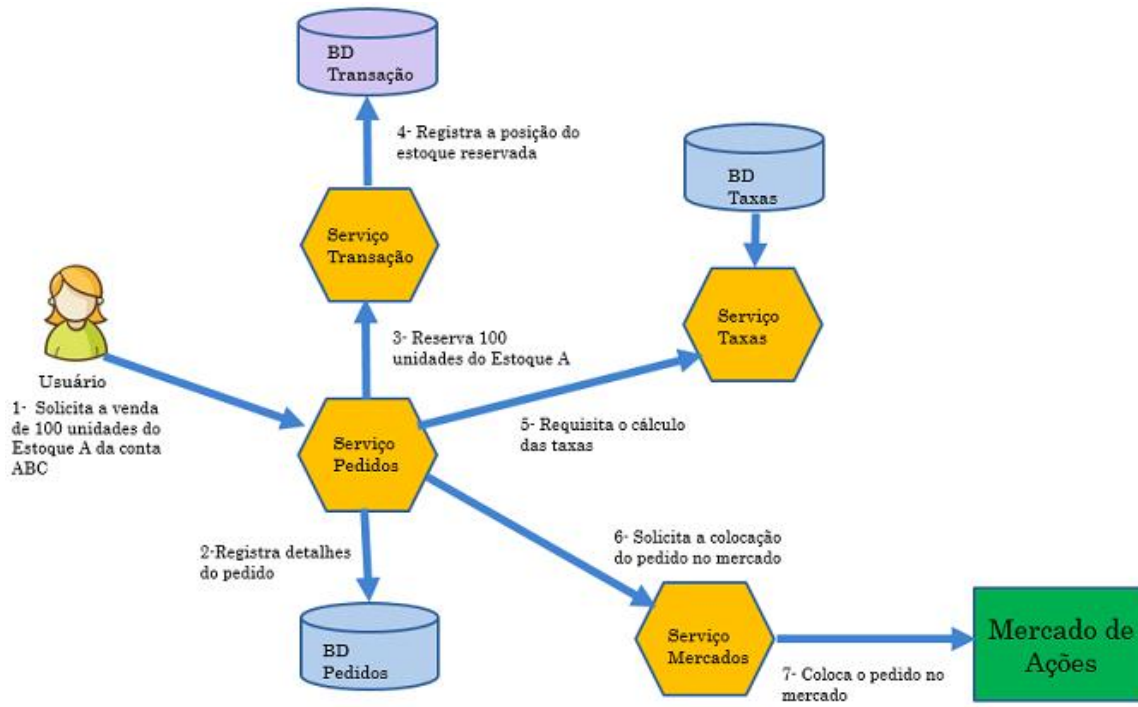 BD
Transação
4- Registra a posição do
estoque reservada
BD
Taxas
Serviço
Transação
Serviço
Taxas
3- Reserva 100
unidades do Estoque A
Usuário
1- Solicita a venda
de 100 unidades do
Estoque A da conta
ABC
5- Requisita o cálculo
das taxas
Serviço
Pedidos
2-Registra detalhes
do pedido
6- Solicita a colocação
do pedido no mercado
BD
Pedidos
Serviço
Mercados
7- Coloca o pedido no
mercado
Mercado de
Ações